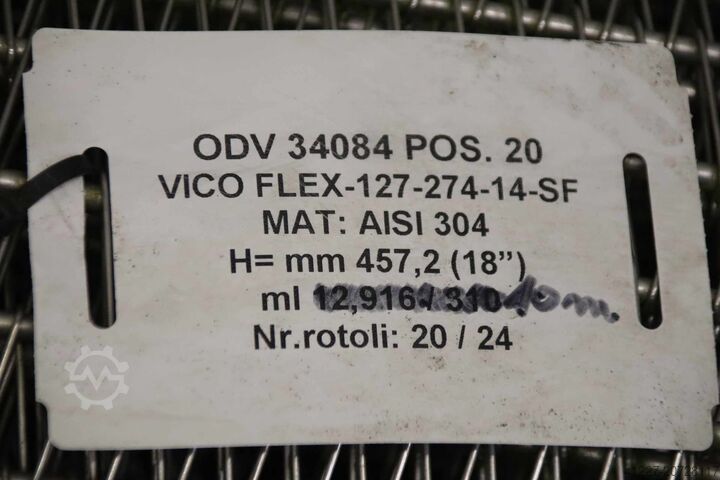 ODV 34084 POS. 20
VICO FLEX-127-274-14-SF
MAT: AISI 304
H= mm 457,2 (18”)
ml 12,916 / 310 10 m.
Nr.rotoli: 20 / 24